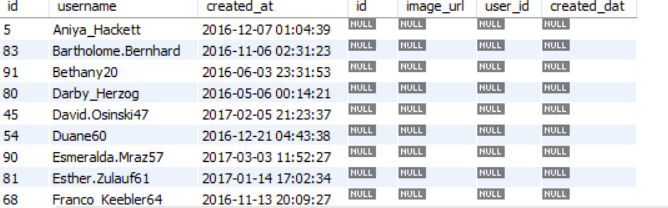 id username created_at id image_url user_id created_dat
5 Aniya_Hackett 2016-12-07 01:04:39 NULL NULL NULL NULL
83 Bartholome.Bernhard 2016-11-06 02:31:23 NULL NULL NULL NULL
91 Bethany20 2016-06-03 23:31:53 NULL NULL NULL NULL
80 Darby_Herzog 2016-05-06 00:14:21 NULL NULL NULL NULL
45 David.Osinski47 2017-02-05 21:23:37 NULL NULL NULL NULL
54 Duane60 2016-12-21 04:43:38 NULL NULL NULL NULL
90 Esmeralda.Mraz57 2017-03-03 11:52:27 NULL NULL NULL NULL
81 Esther.Zulauf61 2017-01-14 17:02:34 NULL NULL NULL NULL
68 Franco_Keebler64 2016-11-13 20:09:27 NULL NULL NULL NULL